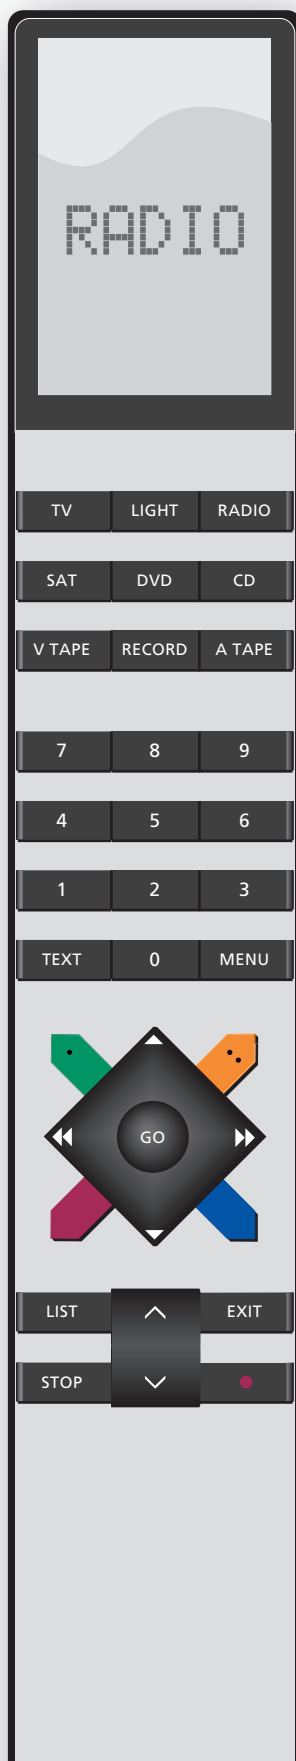 RADIO
TV LIGHT RADIO
SAT DVD CD
V TAPE RECORD A TAPE
7 8 9
4 5 6
1 2 3
TEXT 0 MENU
GO
LIST EXIT
STOP